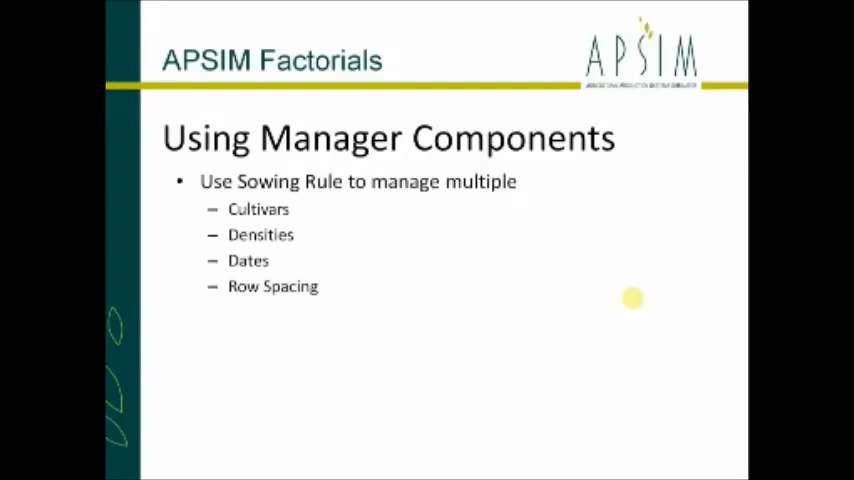 APSIM Factorials
APSIM
Using Manager Components
• Use Sowing Rule to manage multiple
– Cultivars
– Densities
– Dates
– Row Spacing